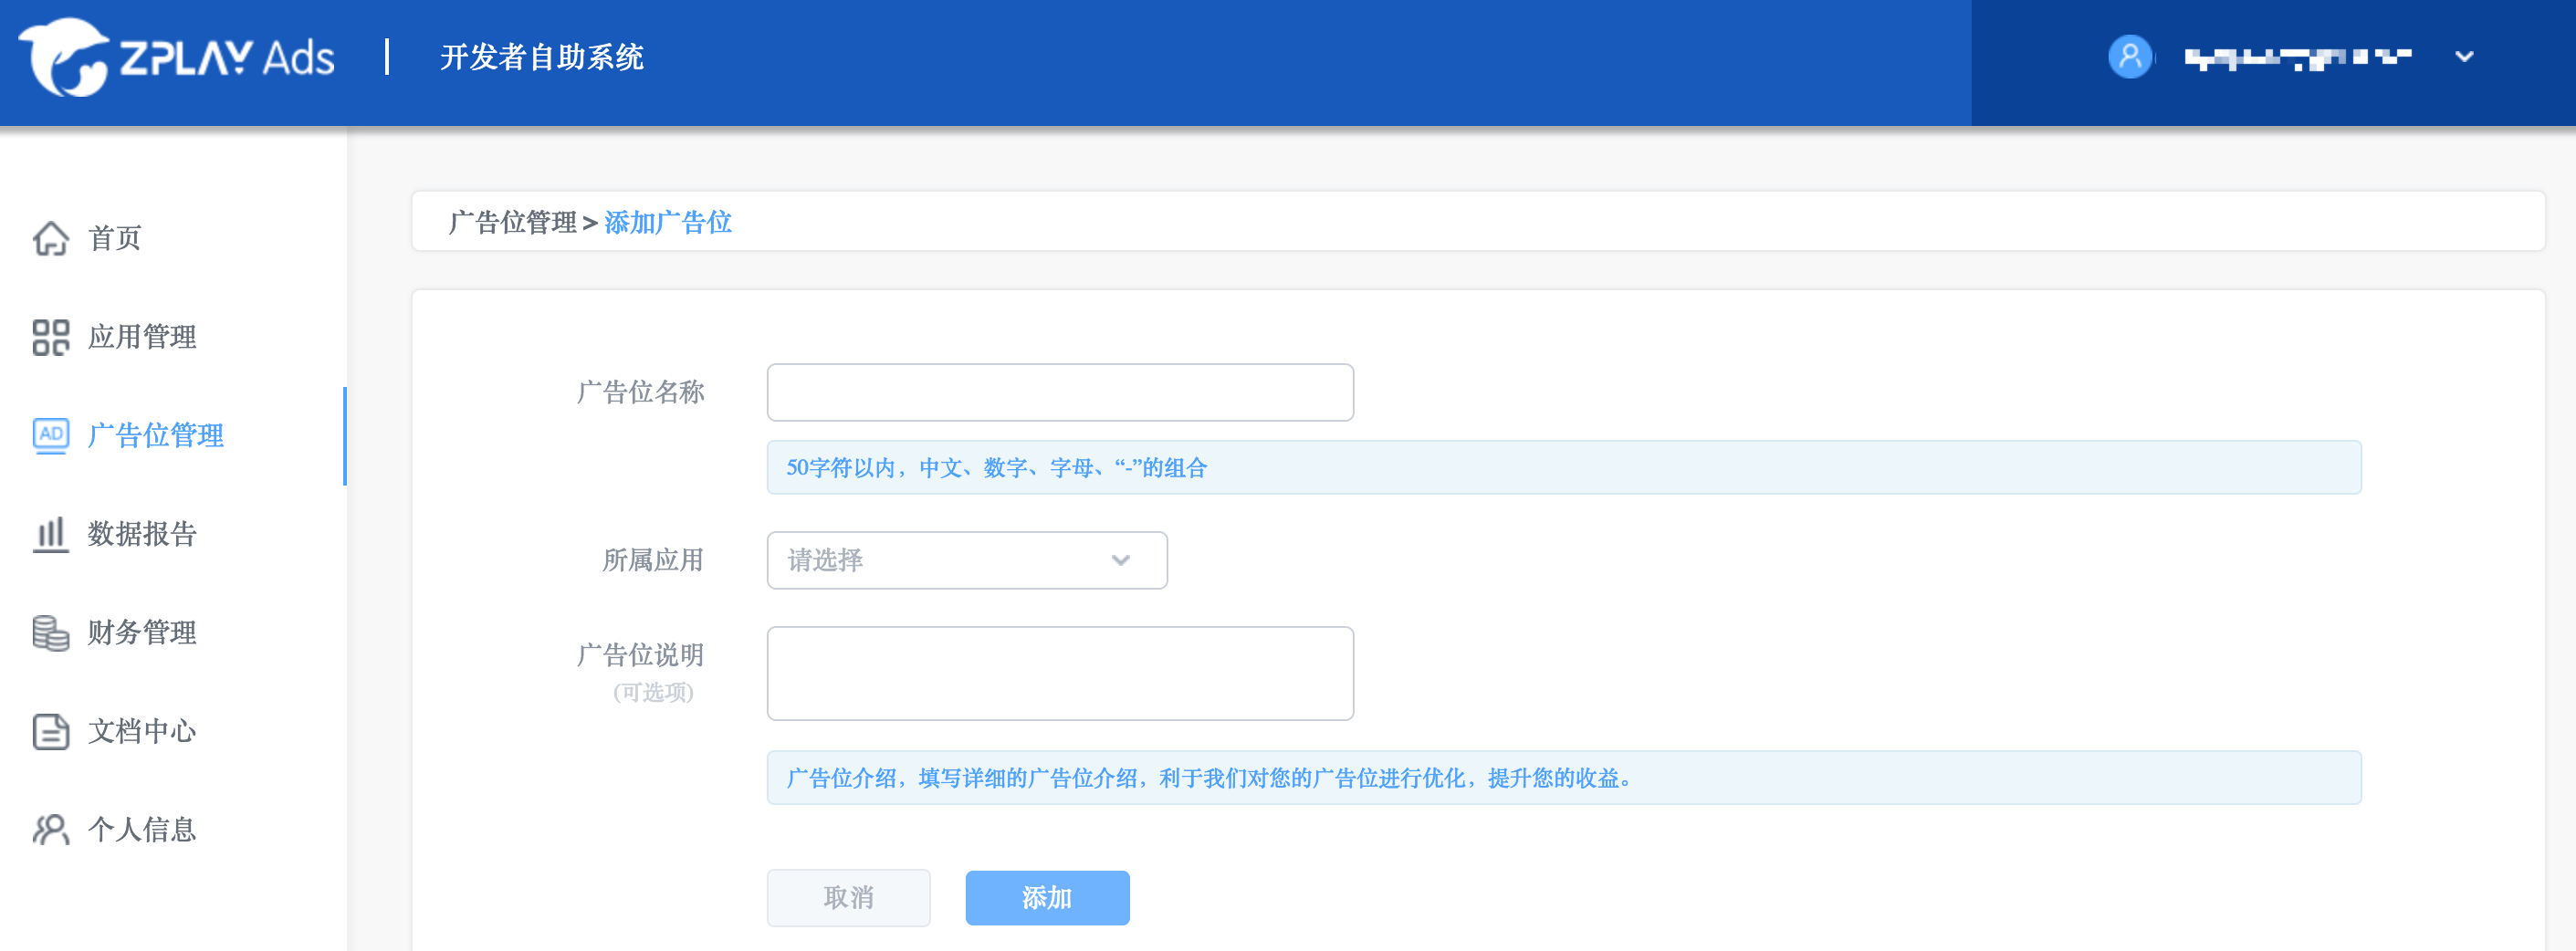 ZPLAY Ads
开发者自助系统
首页
应用管理
AD 广告位管理
数据报告
财务管理
文档中心
个人信息
广告位管理 > 添加广告位
广告位名称
50字符以内，中文、数字、字母、“-”的组合
所属应用 请选择
广告位说明
(可选项)
广告位介绍，填写详细的广告位介绍，利于我们对您的广告位进行优化，提升您的收益。
取消 添加